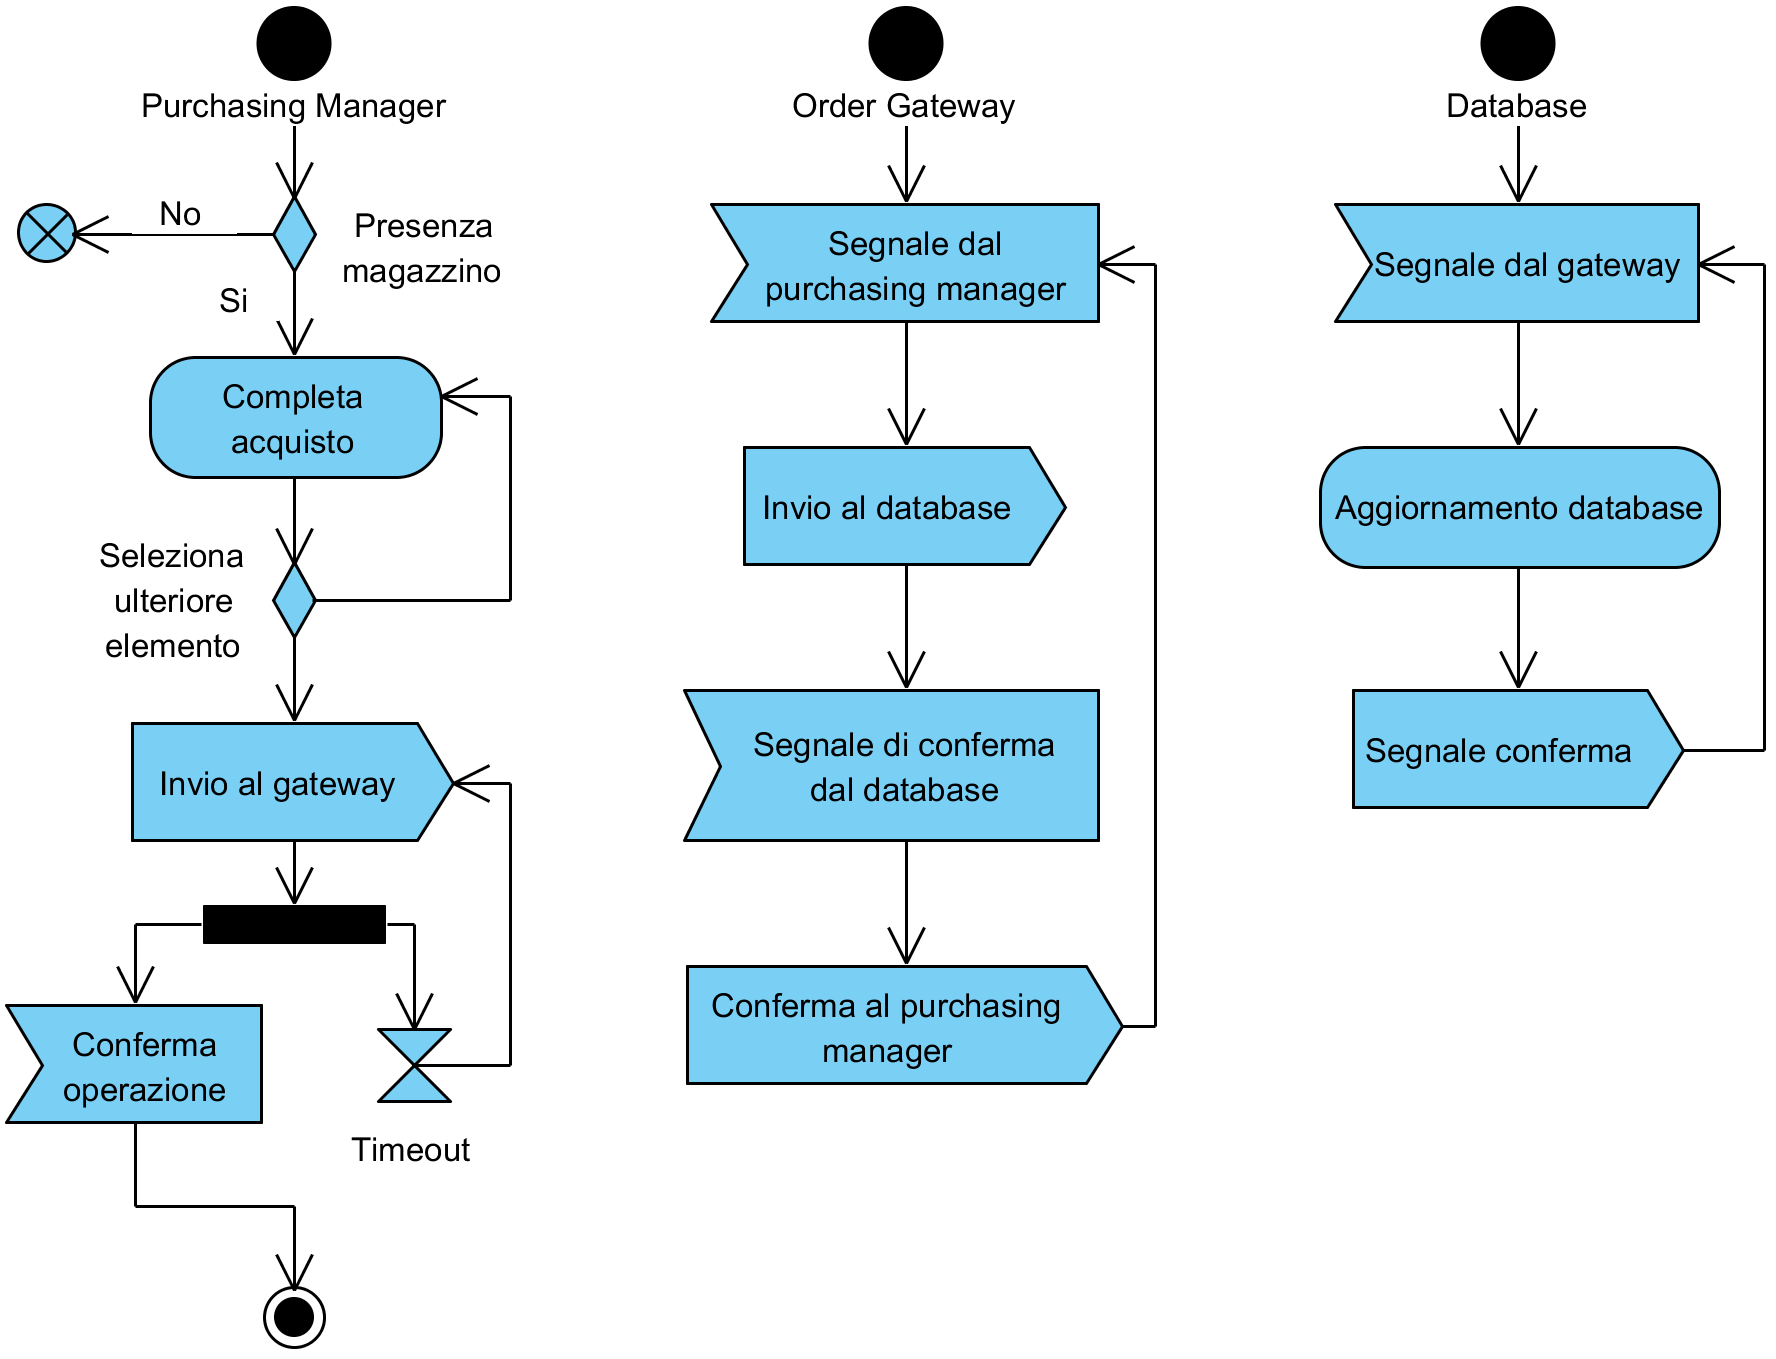 Purchasing Manager
No
Presenza
magazzino
Si
Completa
acquisto
Seleziona
ulteriore
elemento
Invio al gateway
Conferma
operazione
Timeout
Order Gateway
Segnale dal
purchasing manager
Invio al database
Segnale di conferma
dal database
Conferma al purchasing
manager
Database
Segnale dal gateway
Aggiornamento database
Segnale conferma